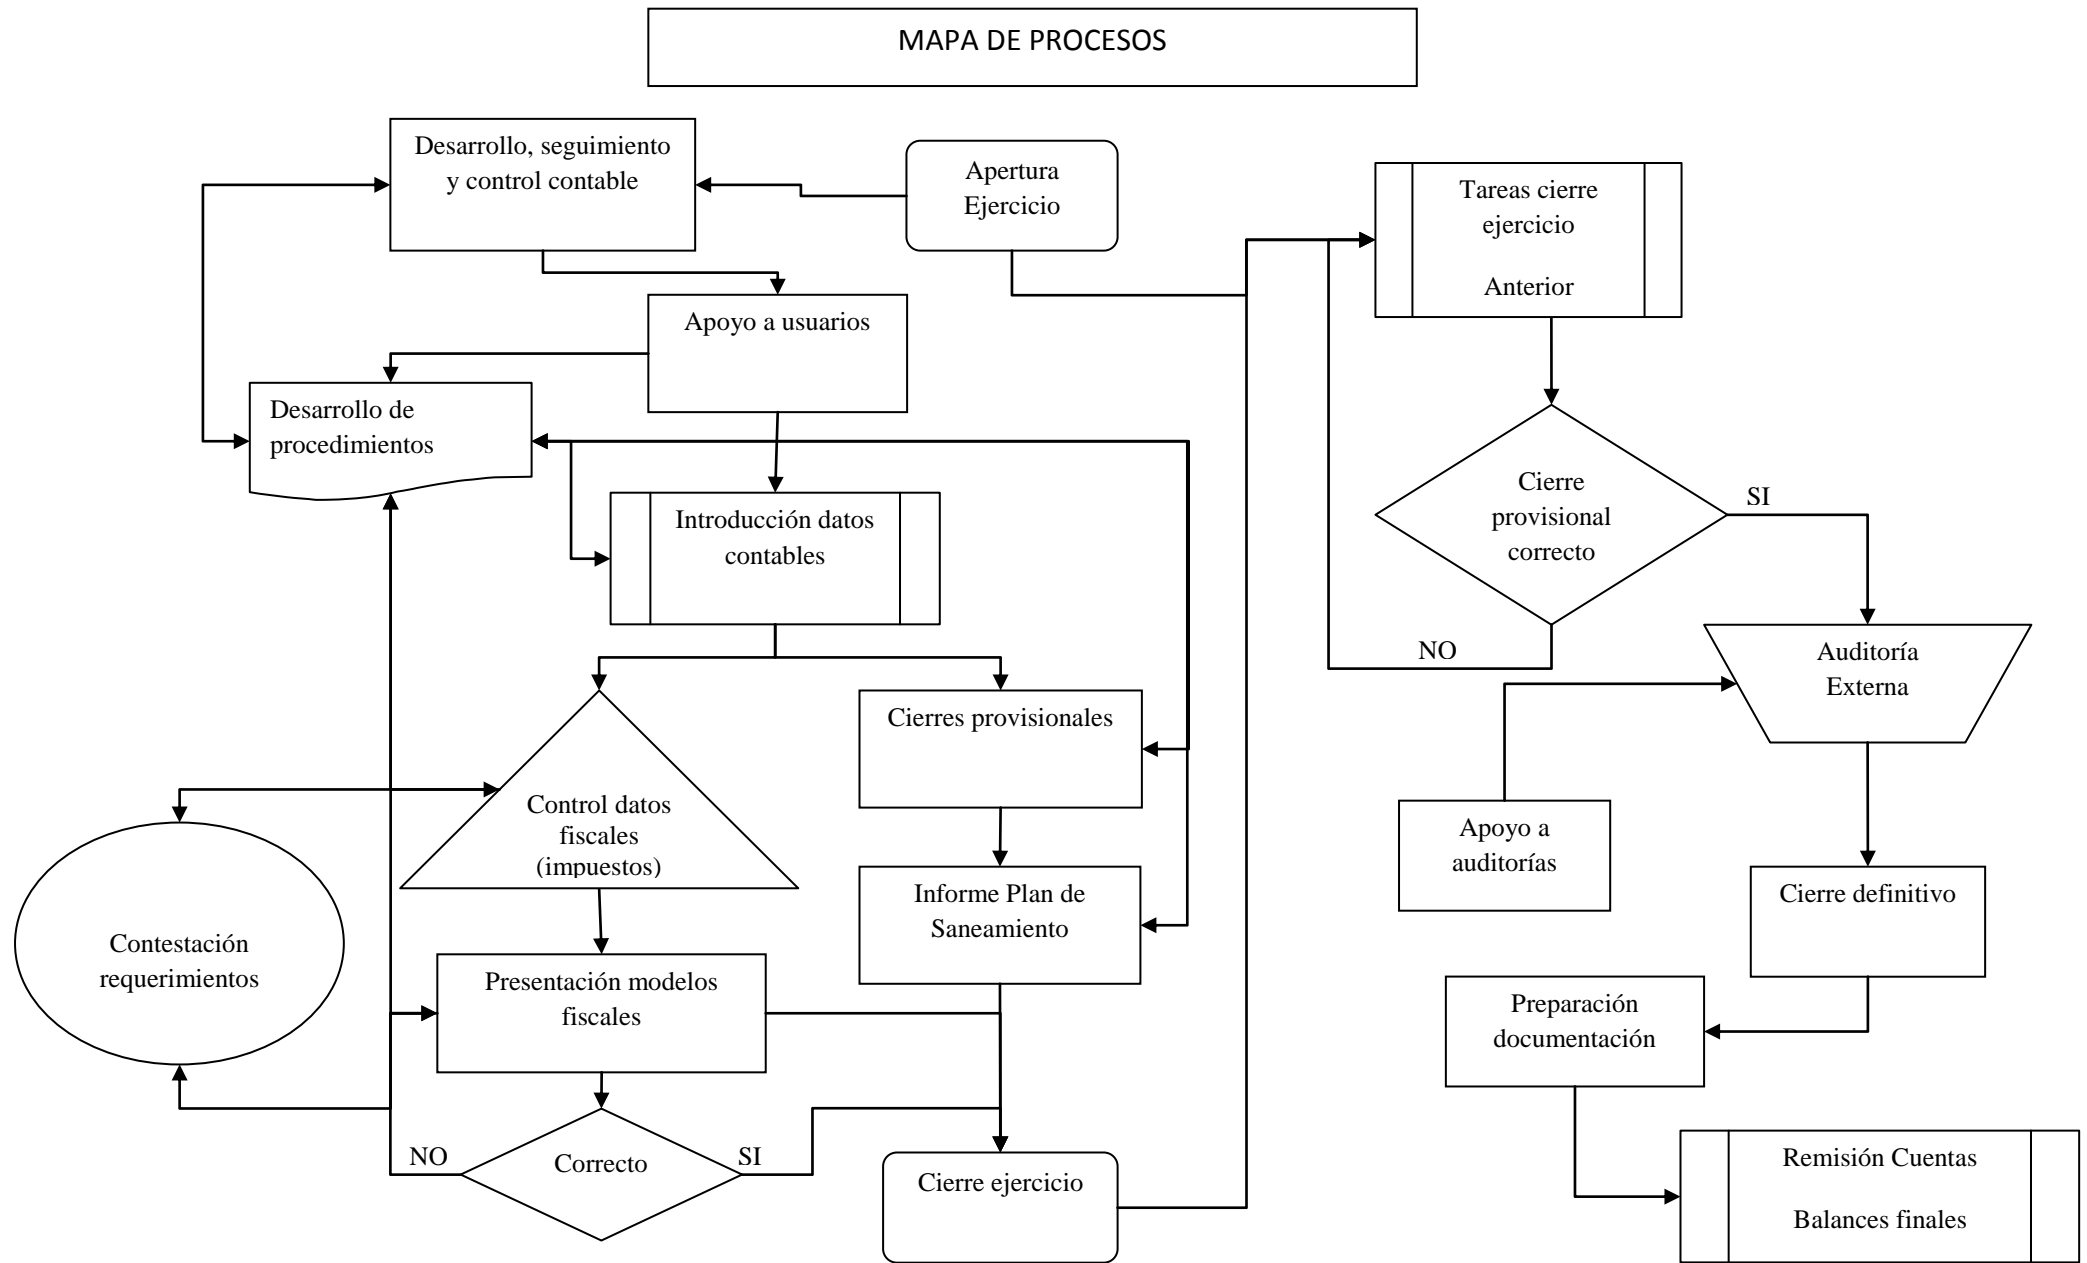 MAPA DE PROCESOS
Desarrollo, seguimiento
y control contable
Apertura
Ejercicio
Tareas cierre
ejercicio
Anterior
Apoyo a usuarios
Desarrollo de
procedimientos
Cierre
provisional
correcto
SI
NO
Introducción datos
contables
Auditoría
Externa
Cierres provisionales
Control datos
fiscales
(impuestos)
Apoyo a
auditorías
Cierre definitivo
Informe Plan de
Saneamiento
Contestación
requerimientos
Presentación modelos
fiscales
Preparación
documentación
NO
Correcto
SI
Cierre ejercicio
Remisión Cuentas
Balances finales